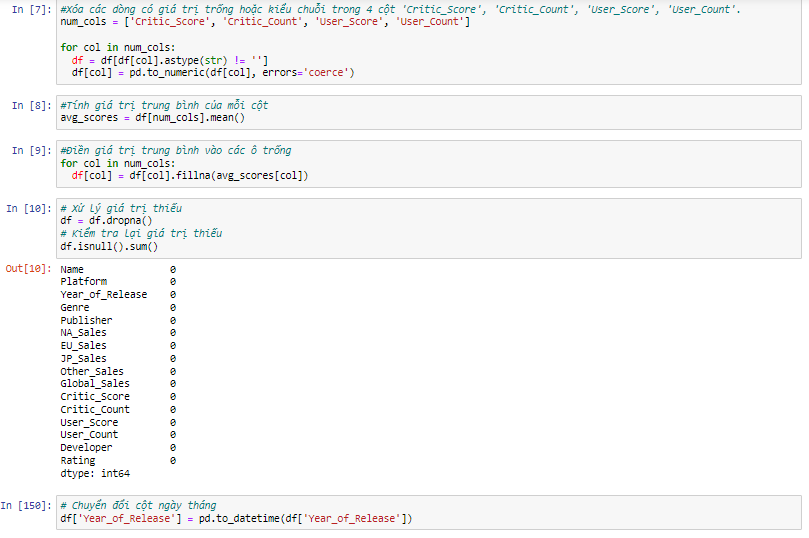 In [7]: #Xóa các dòng có giá trị trống hoặc kiểu chuỗi trong 4 cột 'Critic_Score', 'Critic_Count', 'User_Score', 'User_Count'.
num_cols = ['Critic_Score', 'Critic_Count', 'User_Score', 'User_Count']
for col in num_cols:
df = df[df[col].astype(str) != '']
df[col] = pd.to_numeric(df[col], errors='coerce')
In [8]: #Tính giá trị trung bình của mỗi cột
avg_scores = df[num_cols].mean()
In [9]: #Điền giá trị trung bình vào các ô trống
for col in num_cols:
df[col] = df[col].fillna(avg_scores[col])
In [10]: # Xử lý giá trị thiếu
df = df.dropna()
# Kiểm tra lại giá trị thiếu
df.isnull().sum()
Out[10]: Name 0
Platform 0
Year_of_Release 0
Genre 0
Publisher 0
NA_Sales 0
EU_Sales 0
JP_Sales 0
Other_Sales 0
Global_Sales 0
Critic_Score 0
Critic_Count 0
User_Score 0
User_Count 0
Developer 0
Rating 0
dtype: int64
In [150]: # Chuyển đổi cột ngày tháng
df['Year_of_Release'] = pd.to_datetime(df['Year_of_Release'])